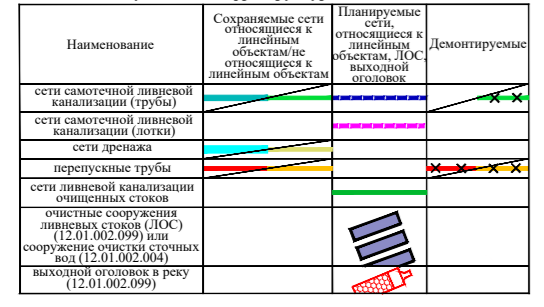 Наименование
Сохраняемые сети
относящиеся к
линейным
объектам/не
относящиеся к
линейным объектам
Планируемые
сети,
относящиеся к
линейным
объектам, ЛОС,
выходной
оголовок
Демонтируемые
сети самотечной ливневой
канализации (трубы)
сети самотечной ливневой
канализации (лотки)
сети дренажа
перепускные трубы
сети ливневой канализации
очищенных стоков
очистные сооружения
ливневых стоков (ЛОС)
(12.01.002.099) или
сооружение очистки сточных
вод (12.01.002.004)
выходной оголовок в реку
(12.01.002.099)